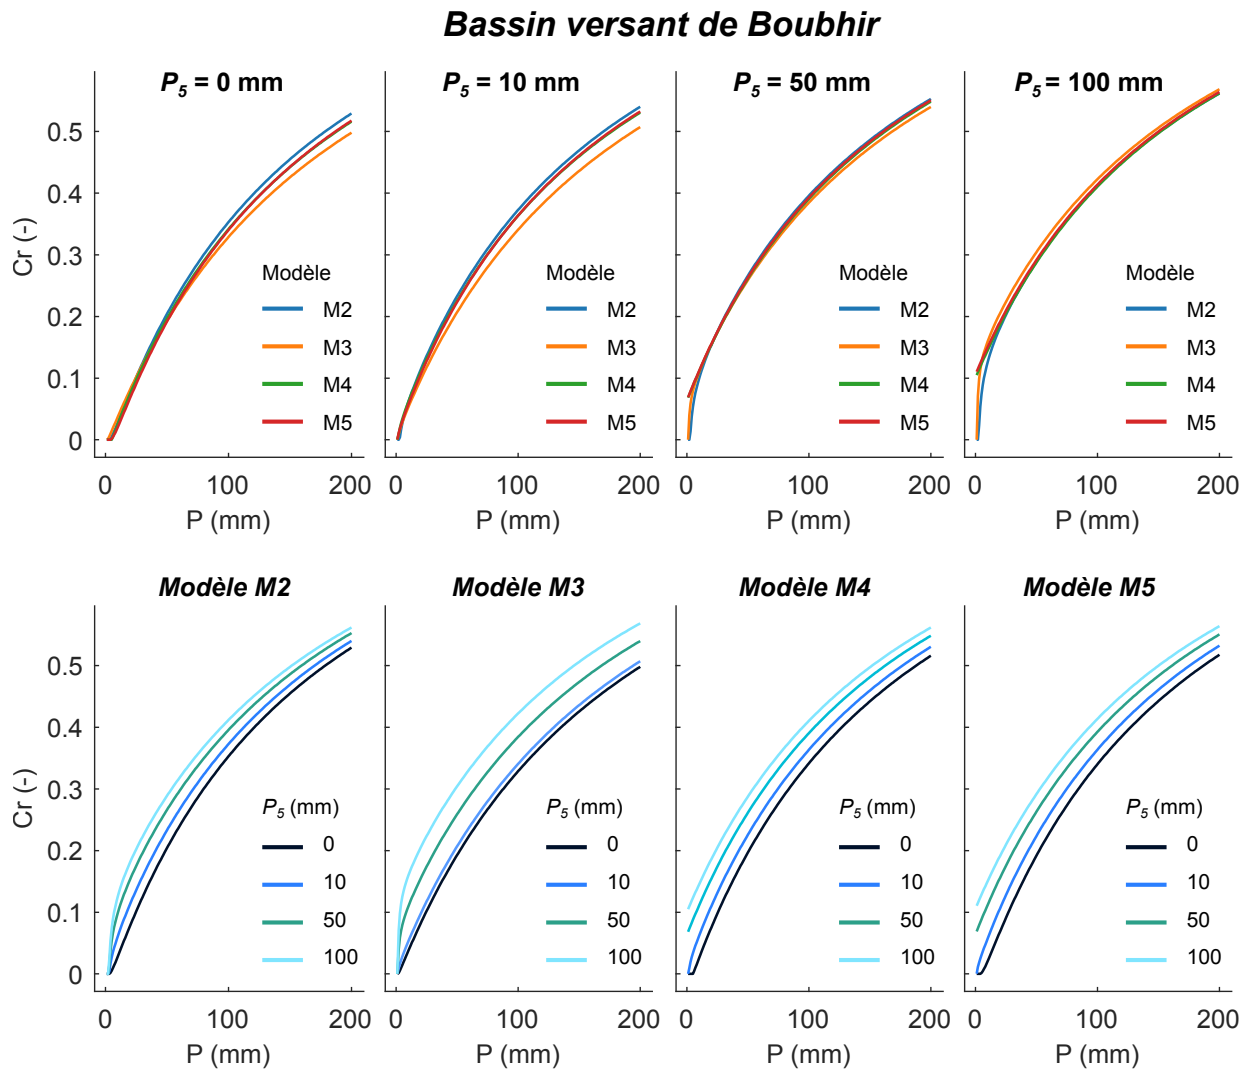 Bassin versant de Boubhir
P5 = 0 mm
P5 = 10 mm
P5 = 50 mm
P5 = 100 mm
Cr (-)
0.5
0.4
0.3
0.2
0.1
0
Modèle
M2
M3
M4
M5
Modèle
M2
M3
M4
M5
Modèle
M2
M3
M4
M5
Modèle
M2
M3
M4
M5
0 100 200
0 100 200
0 100 200
0 100 200
P (mm)
P (mm)
P (mm)
P (mm)
Modèle M2
Modèle M3
Modèle M4
Modèle M5
Cr (-)
0.5
0.4
0.3
0.2
0.1
0
P5 (mm)
0
10
50
100
P5 (mm)
0
10
50
100
P5 (mm)
0
10
50
100
P5 (mm)
0
10
50
100
0 100 200
0 100 200
0 100 200
0 100 200
P (mm)
P (mm)
P (mm)
P (mm)